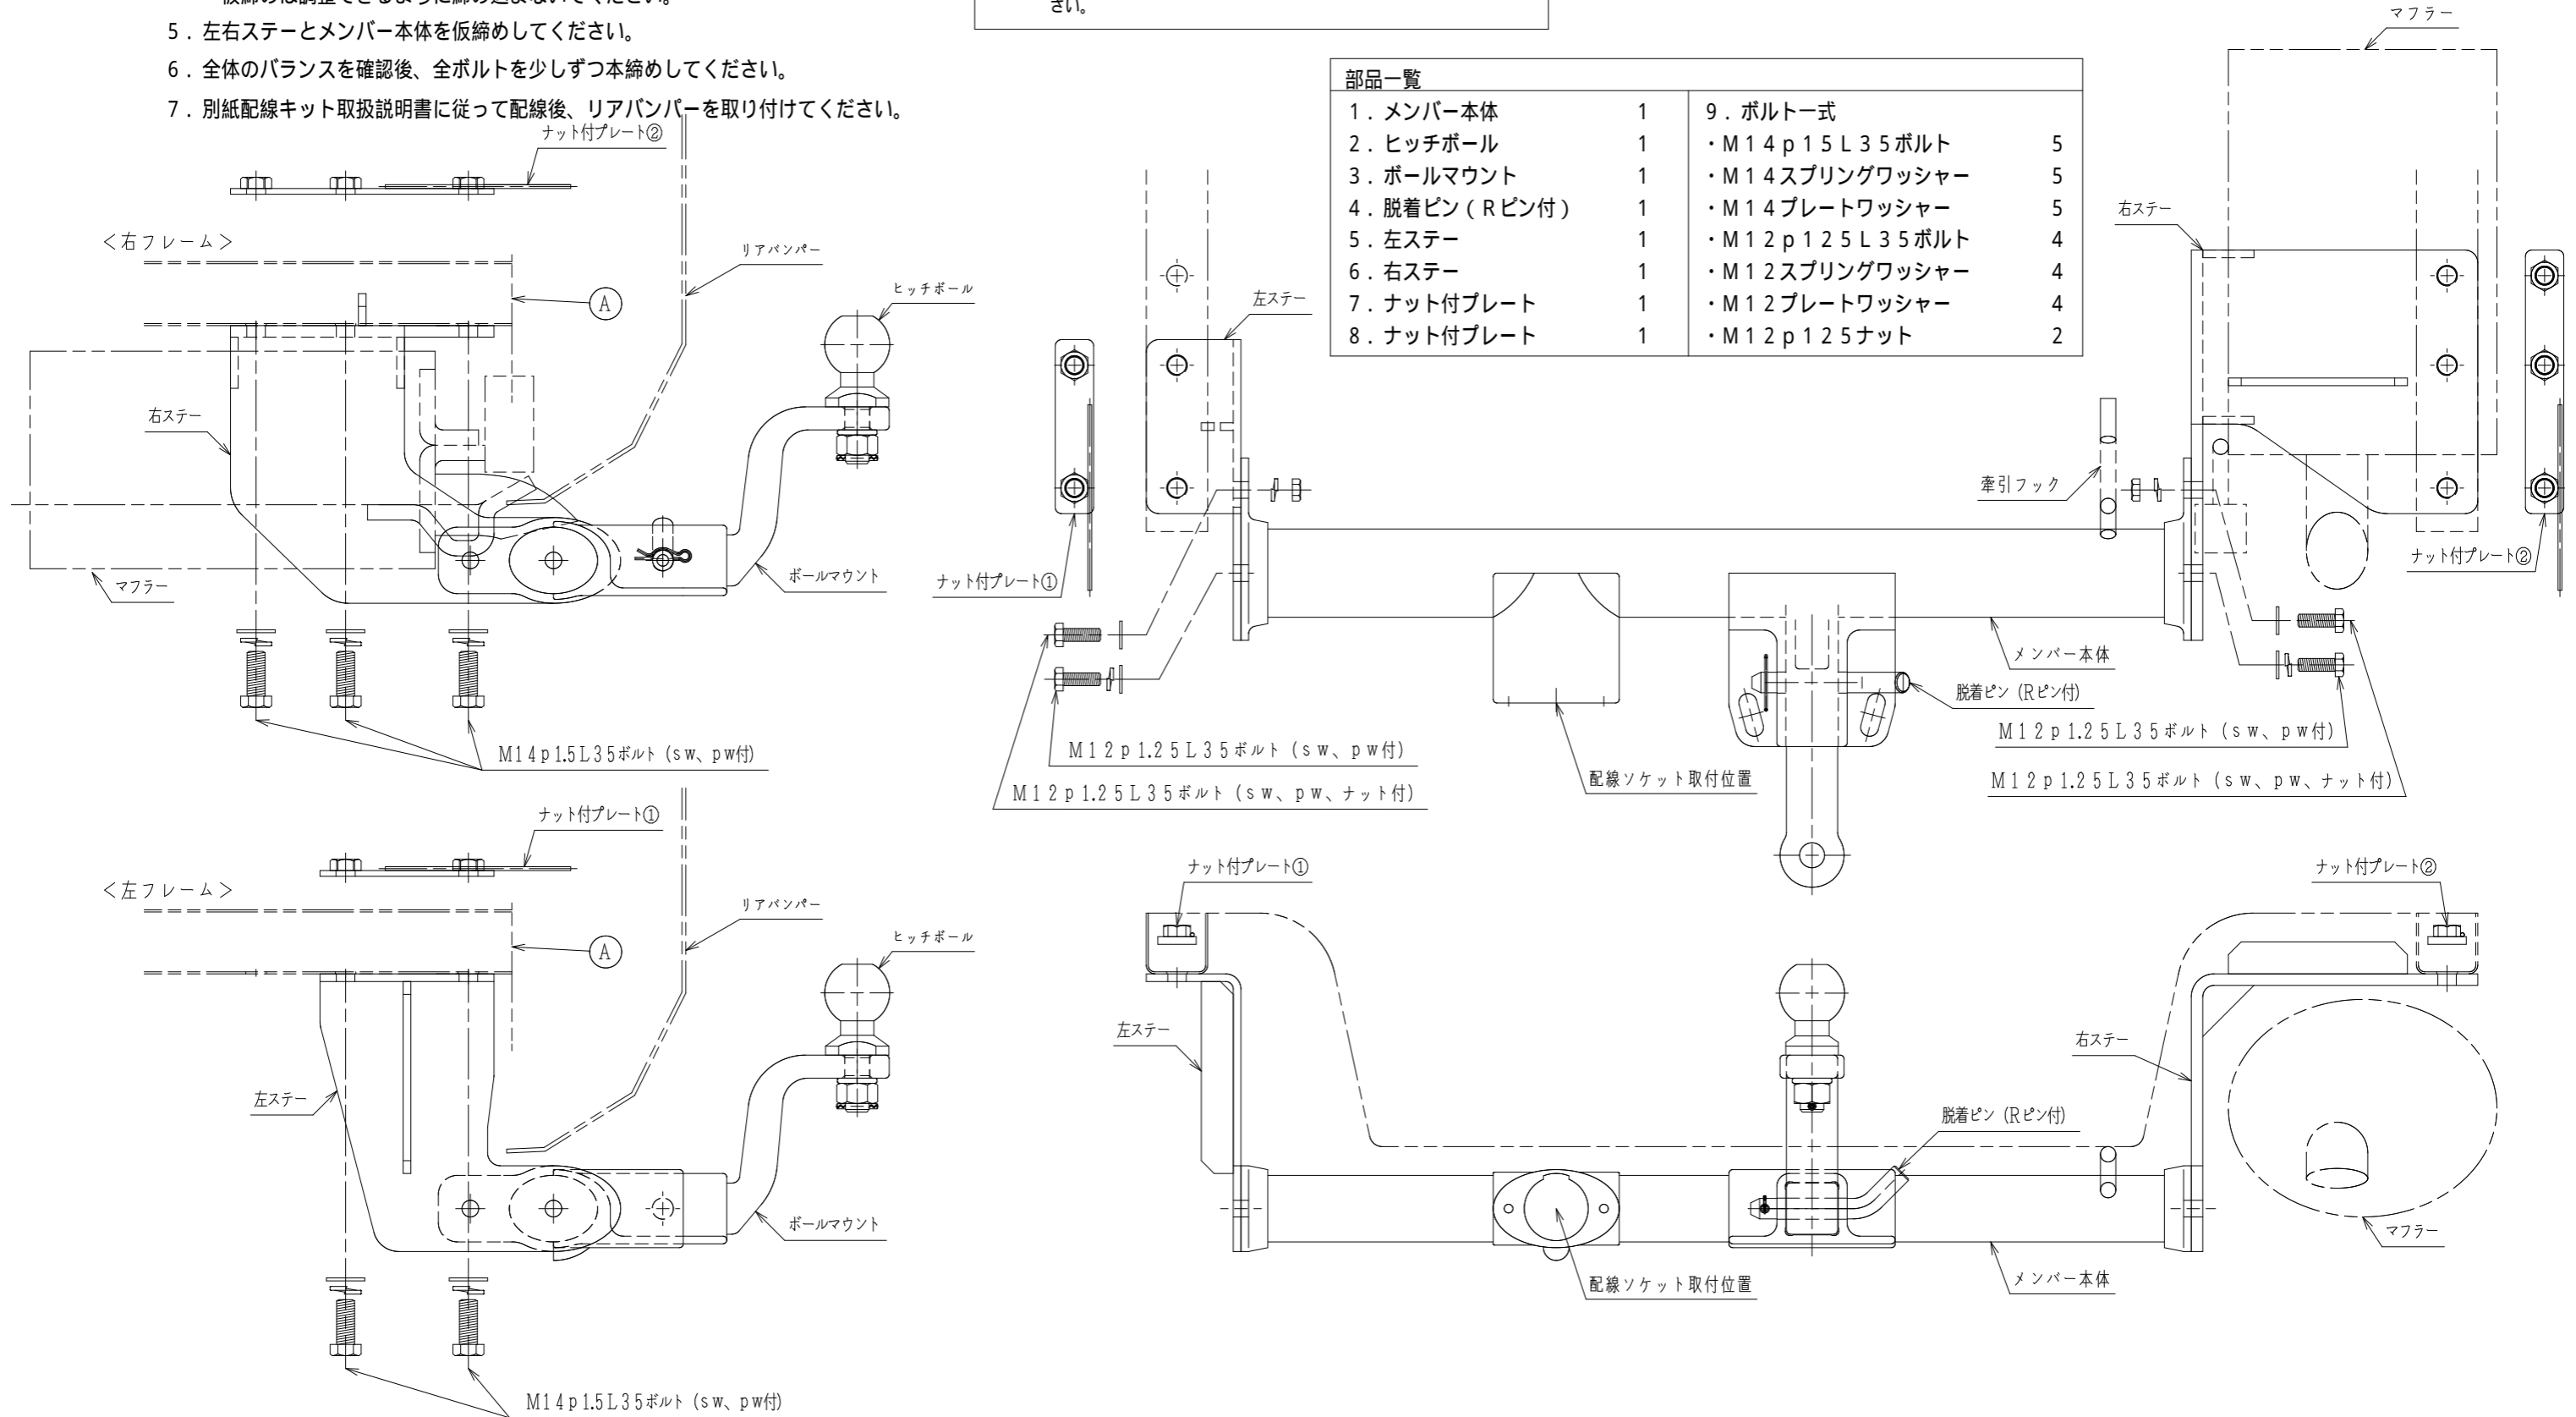 5．左右ステーとメンバー本体を仮締めしてください。
6．全体のバランスを確認後、全ボルトを少しずつ本締めしてください。
7．別紙配線キット取扱説明書に従って配線後、リアバンパーを取り付けてください。
さい。
部品一覧
1．メンバー本体 1
2．ヒッチボール 1
3．ボールマウント 1
4．脱着ピン（Rピン付） 1
5．左ステー 1
6．右ステー 1
7．ナット付プレート 1
8．ナット付プレート 1
9．ボルト一式
・M14p15L35ボルト 5
・M14スプリングワッシャー 5
・M14プレートワッシャー 5
・M12p125L35ボルト 4
・M12スプリングワッシャー 4
・M12プレートワッシャー 4
・M12p125ナット 2
ナット付プレート②
＜右フレーム＞
リアバンパー
A
ヒッチボール
右ステー
マフラー
ボールマウント
M14p1.5L35ボルト（sw、pw付）
マフラー
右ステー
左ステー
牽引フック
ナット付プレート①
ナット付プレート②
メンバー本体
脱着ピン（Rピン付）
M12p1.25L35ボルト（sw、pw付）
M12p1.25L35ボルト（sw、pw、ナット付）
配線ソケット取付位置
M12p1.25L35ボルト（sw、pw付）
M12p1.25L35ボルト（sw、pw、ナット付）
ナット付プレート①
＜左フレーム＞
リアバンパー
A
ヒッチボール
左ステー
ボールマウント
M14p1.5L35ボルト（sw、pw付）
ナット付プレート①
ナット付プレート②
左ステー
右ステー
脱着ピン（Rピン付）
マフラー
配線ソケット取付位置
メンバー本体